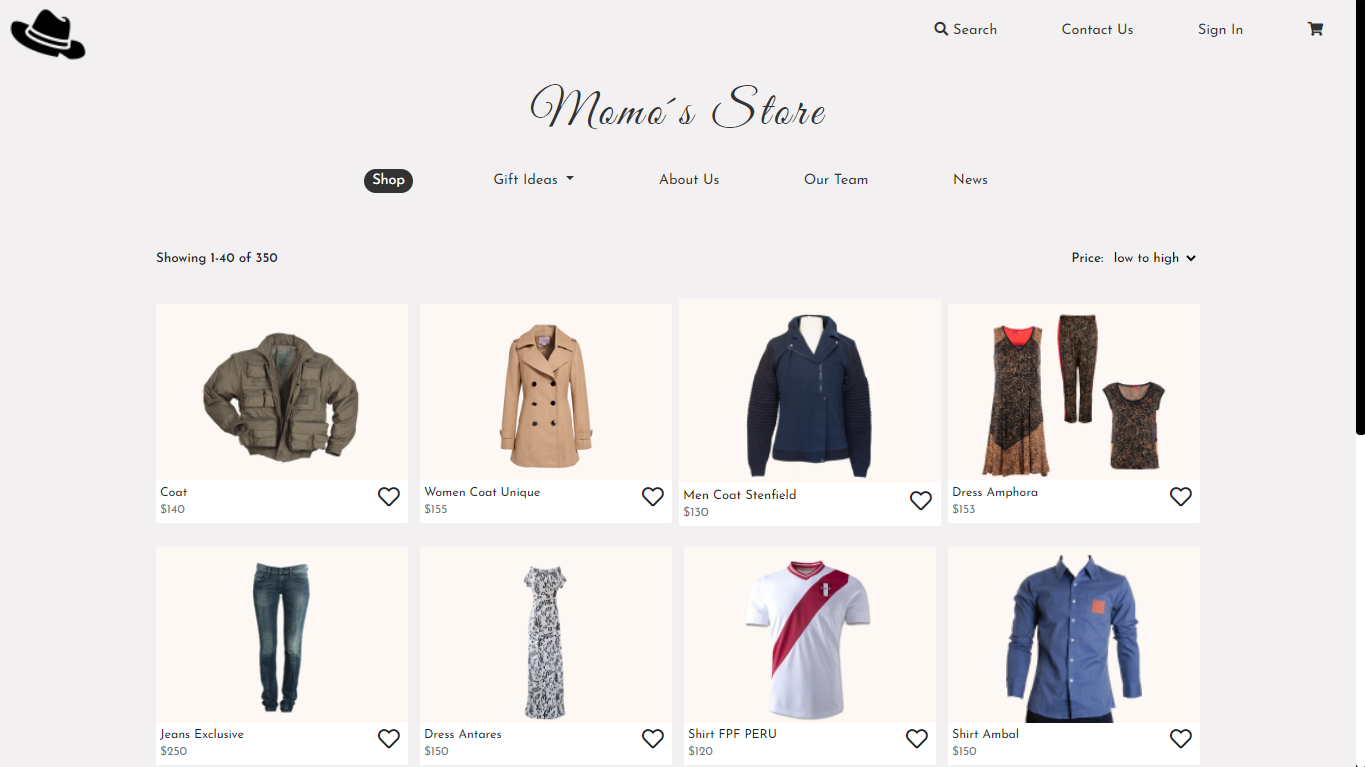 Search Contact Us Sign In
Momo´s Store
Shop Gift Ideas About Us Our Team News
Showing 1-40 of 350 Price: low to high
Coat Women Coat Unique Men Coat Stenfield Dress Amphora
$140 $155 $130 $153
Jeans Exclusive Dress Antares Shirt FPF PERU Shirt Ambal
$250 $150 $120 $150